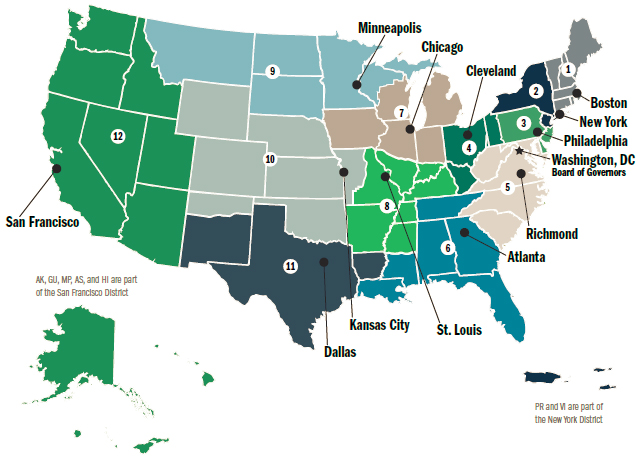 Minneapolis
Chicago
Cleveland
1
9
2
Boston
7
New York
3
12
Philadelphia
4
Washington, DC
Board of Governors
10
5
8
San Francisco
Richmond
6
Atlanta
11
AK, GU, MP, AS, and HI are part
of the San Francisco District
Kansas City
St. Louis
Dallas
PR and VI are part of
the New York District